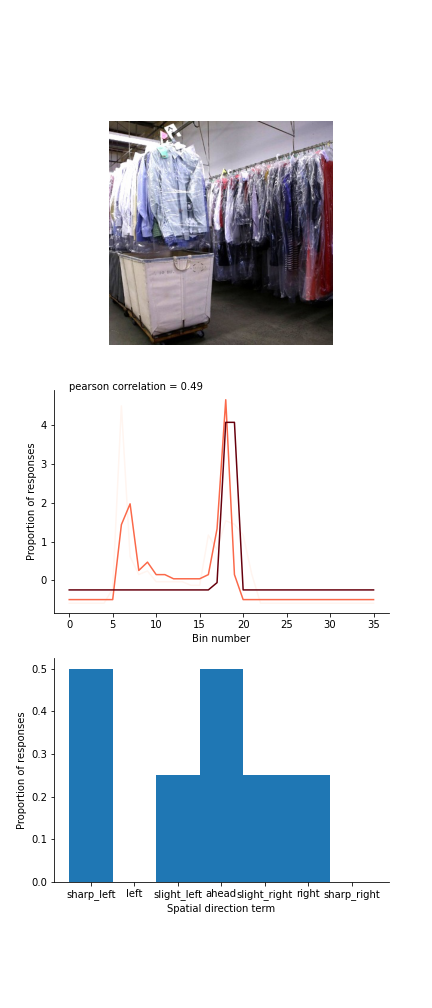 pearson correlation = 0.49
Proportion of responses
4
3
2
1
0
0 5 10 15 20 25 30 35
Bin number
Proportion of responses
0.5
0.4
0.3
0.2
0.1
0.0
sharp_left left slight_left ahead slight_right right sharp_right
Spatial direction term